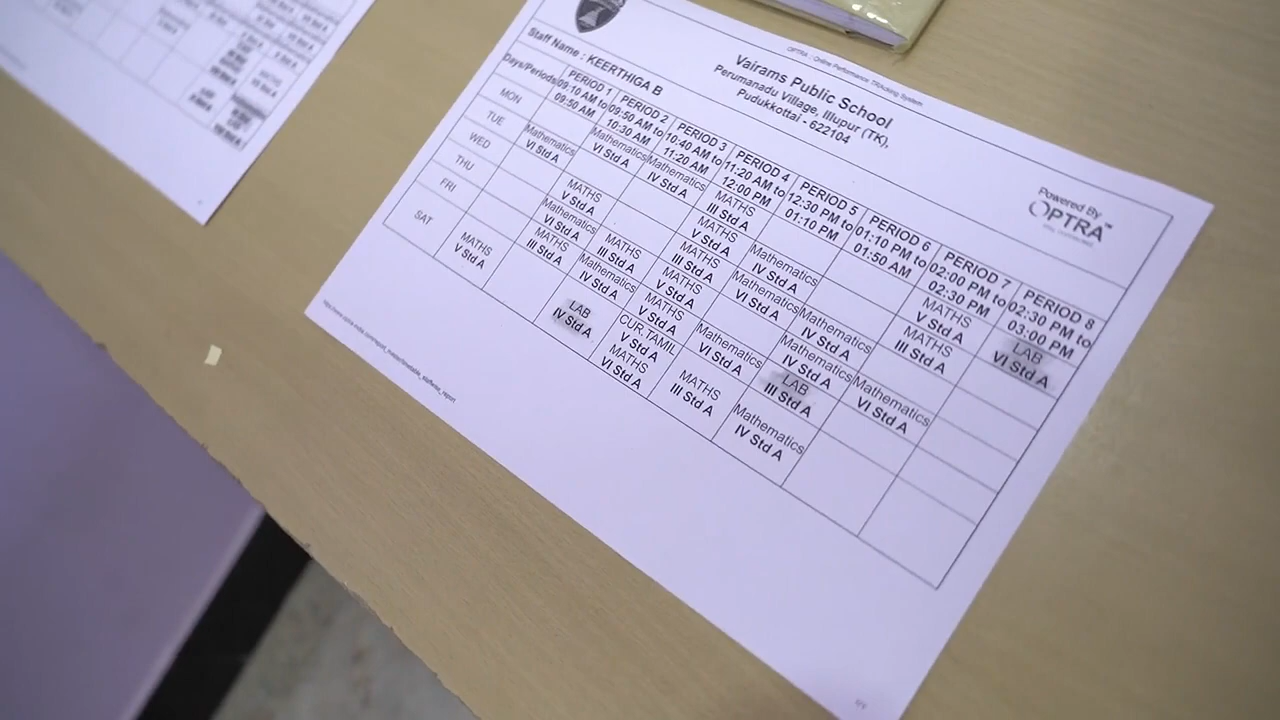 OPTRA : Online Performance TRAcking System
Vairams Public School
Perumanadu Village, Illupur (TK),
Pudukkottai - 622104
Powered By
OPTRA™
Staff Name : KEERTHIGA B
Days/Periods PERIOD 1 PERIOD 2 PERIOD 3 PERIOD 4 PERIOD 5 PERIOD 6 PERIOD 7 PERIOD 8
09:10 AM to 09:50 AM to 10:40 AM to 11:20 AM to 12:30 PM to 01:10 PM to 02:00 PM to 02:30 PM to
09:50 AM 10:30 AM 11:20 AM 12:00 PM 01:10 PM 01:50 AM 02:30 PM 03:00 PM
MON Mathematics Mathematics MATHS MATHS LAB
VI Std A IV Std A III Std A V Std A VI Std A
TUE Mathematics MATHS Mathematics MATHS
VI Std A V Std A IV Std A III Std A
WED MATHS MATHS Mathematics Mathematics
V Std A III Std A VI Std A IV Std A
THU Mathematics MATHS MATHS Mathematics Mathematics
VI Std A III Std A V Std A IV Std A VI Std A
FRI MATHS Mathematics MATHS Mathematics LAB
III Std A IV Std A V Std A VI Std A III Std A
SAT MATHS LAB CUR.TAMIL MATHS Mathematics
V Std A IV Std A V Std A III Std A IV Std A
MATHS
VI Std A